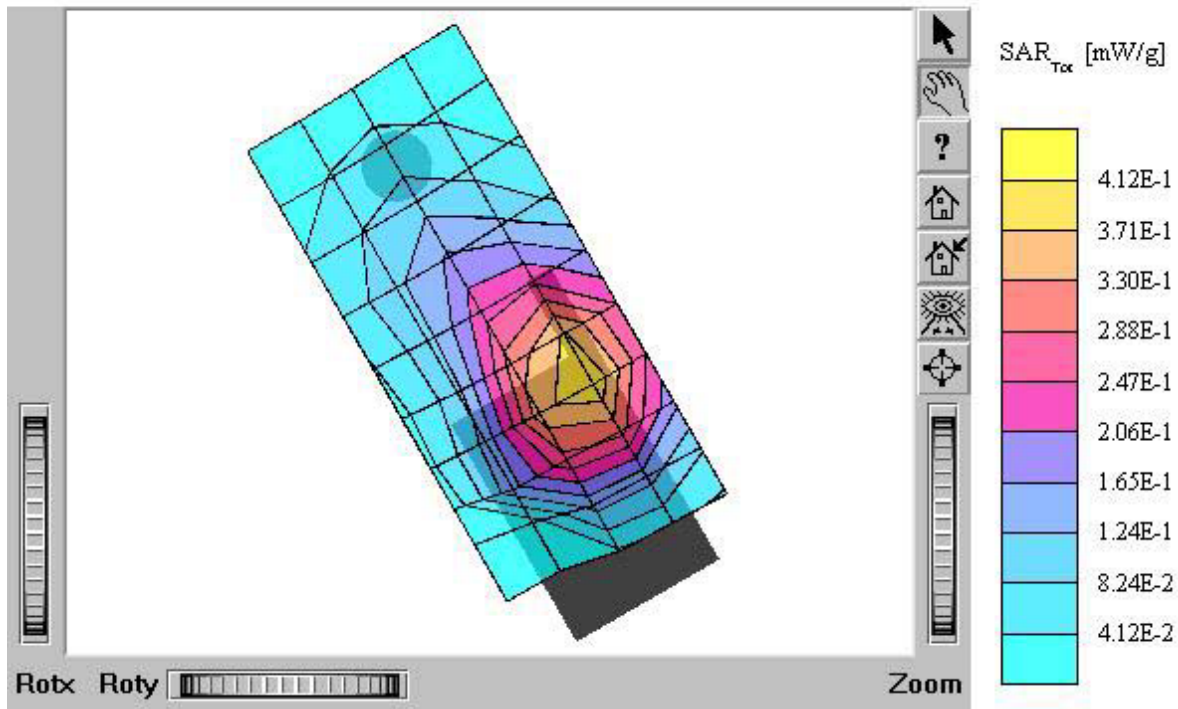 SAR_Tot [mW/g]
?
4.12E-1
3.71E-1
3.30E-1
2.88E-1
2.47E-1
2.06E-1
1.65E-1
1.24E-1
8.24E-2
4.12E-2
Rotx Roty Zoom